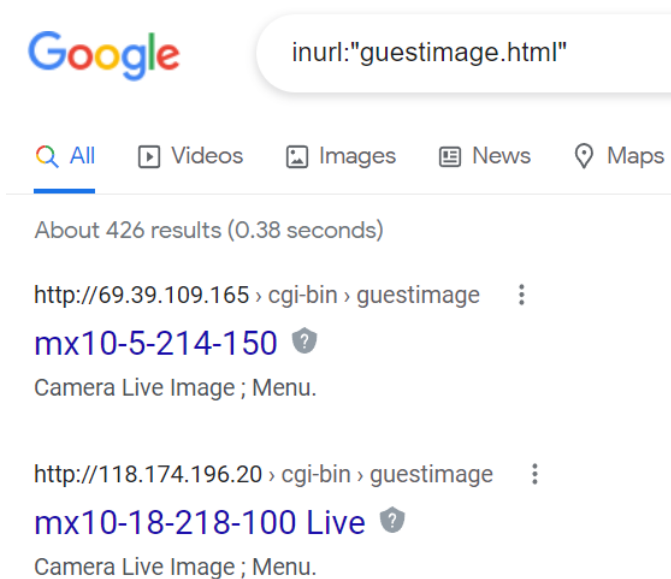 Google
inurl:"guestimage.html"
All Videos Images News Maps
About 426 results (0.38 seconds)
http://69.39.109.165 › cgi-bin › guestimage
mx10-5-214-150
Camera Live Image ; Menu.
http://118.174.196.20 › cgi-bin › guestimage
mx10-18-218-100 Live
Camera Live Image ; Menu.